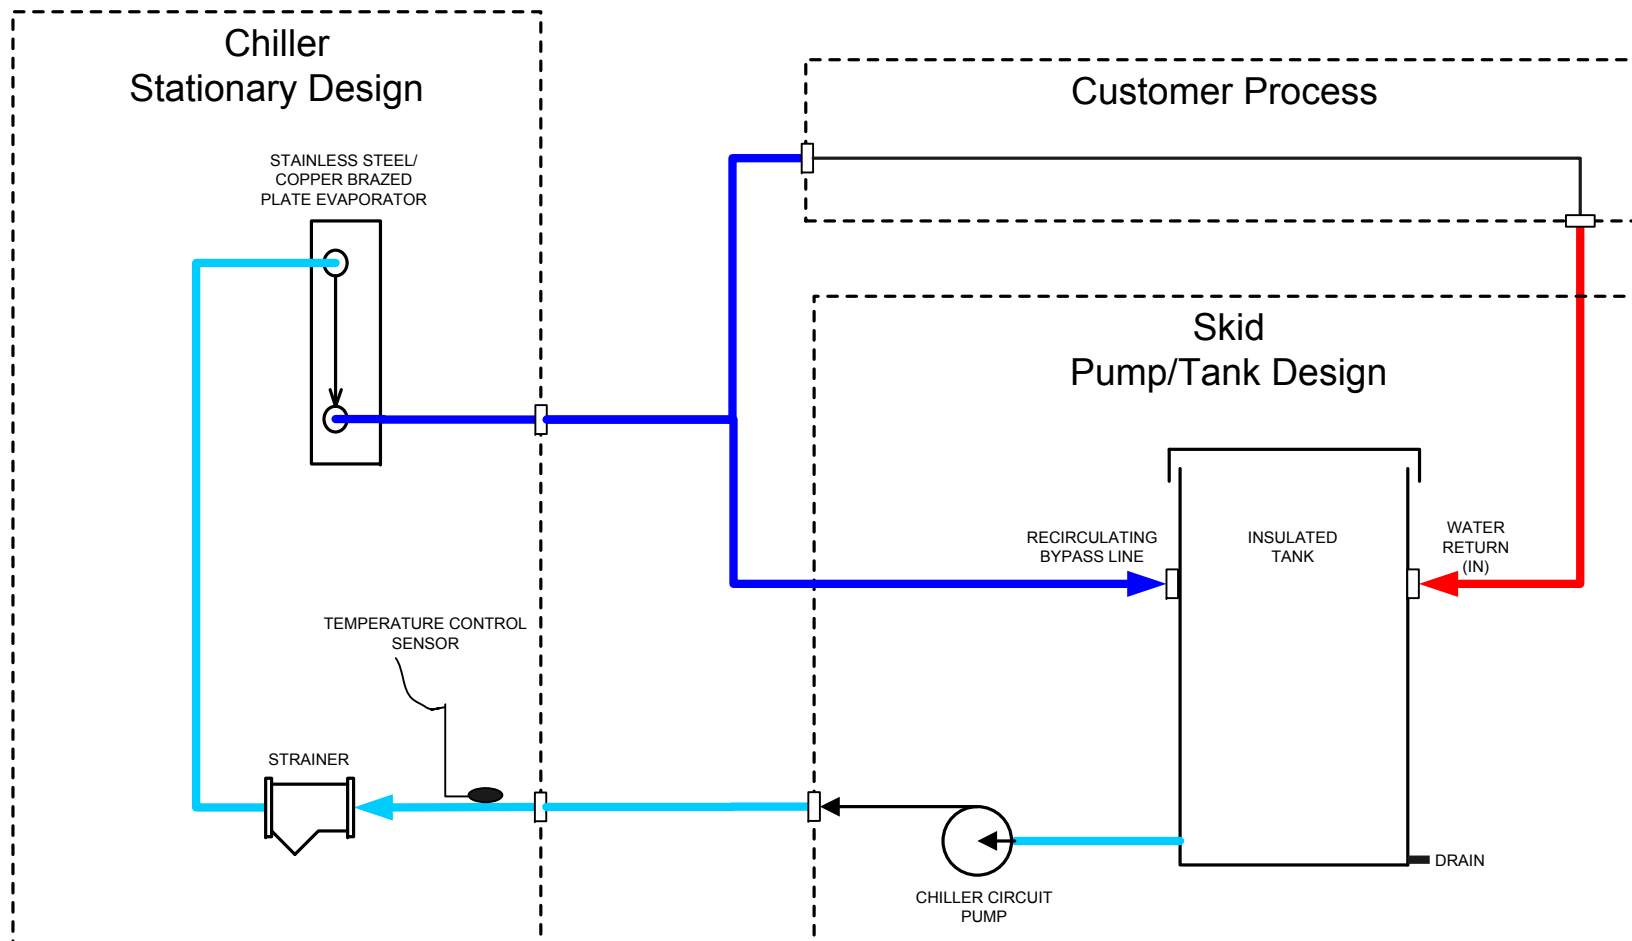 Chiller
Stationary Design
STAINLESS STEEL/
COPPER BRAZED
PLATE EVAPORATOR
Customer Process
Skid
Pump/Tank Design
RECIRCULATING
BYPASS LINE
INSULATED
TANK
WATER
RETURN
(IN)
TEMPERATURE CONTROL
SENSOR
STRAINER
CHILLER CIRCUIT
PUMP
DRAIN